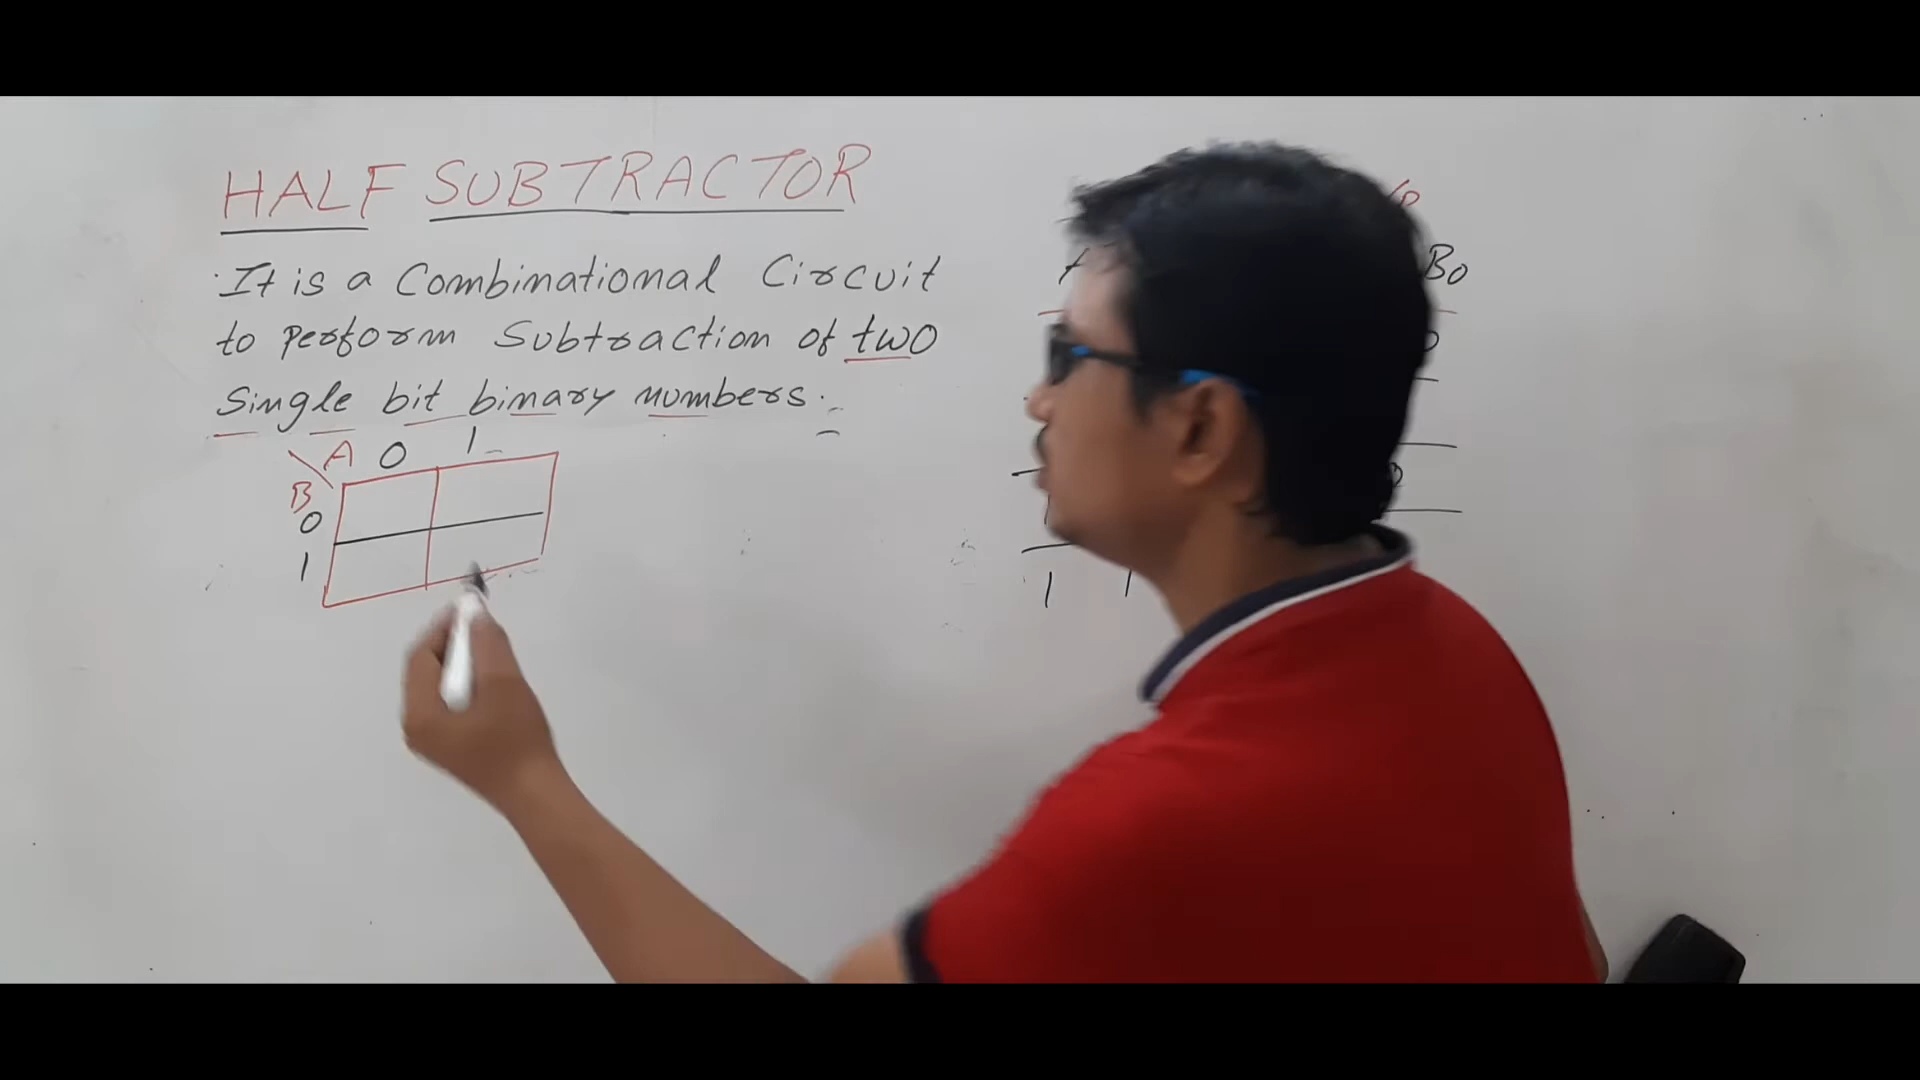 HALF SUBTRACTOR
It is a Combinational Circuit
to perform Subtraction of two
Single bit binary numbers.
A 0 1
B
0
1
Bo
1 1